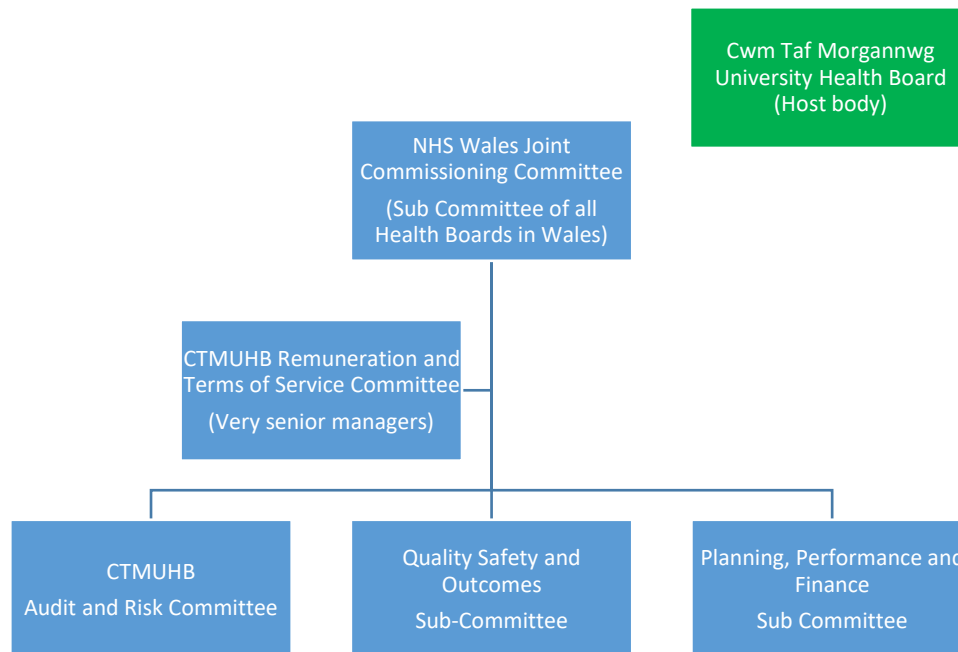 Cwm Taf Morgannwg
University Health Board
(Host body)
NHS Wales Joint
Commissioning Committee
(Sub Committee of all
Health Boards in Wales)
CTMUHB Remuneration and
Terms of Service Committee
(Very senior managers)
CTMUHB
Audit and Risk Committee
Quality Safety and
Outcomes
Sub-Committee
Planning, Performance and
Finance
Sub Committee